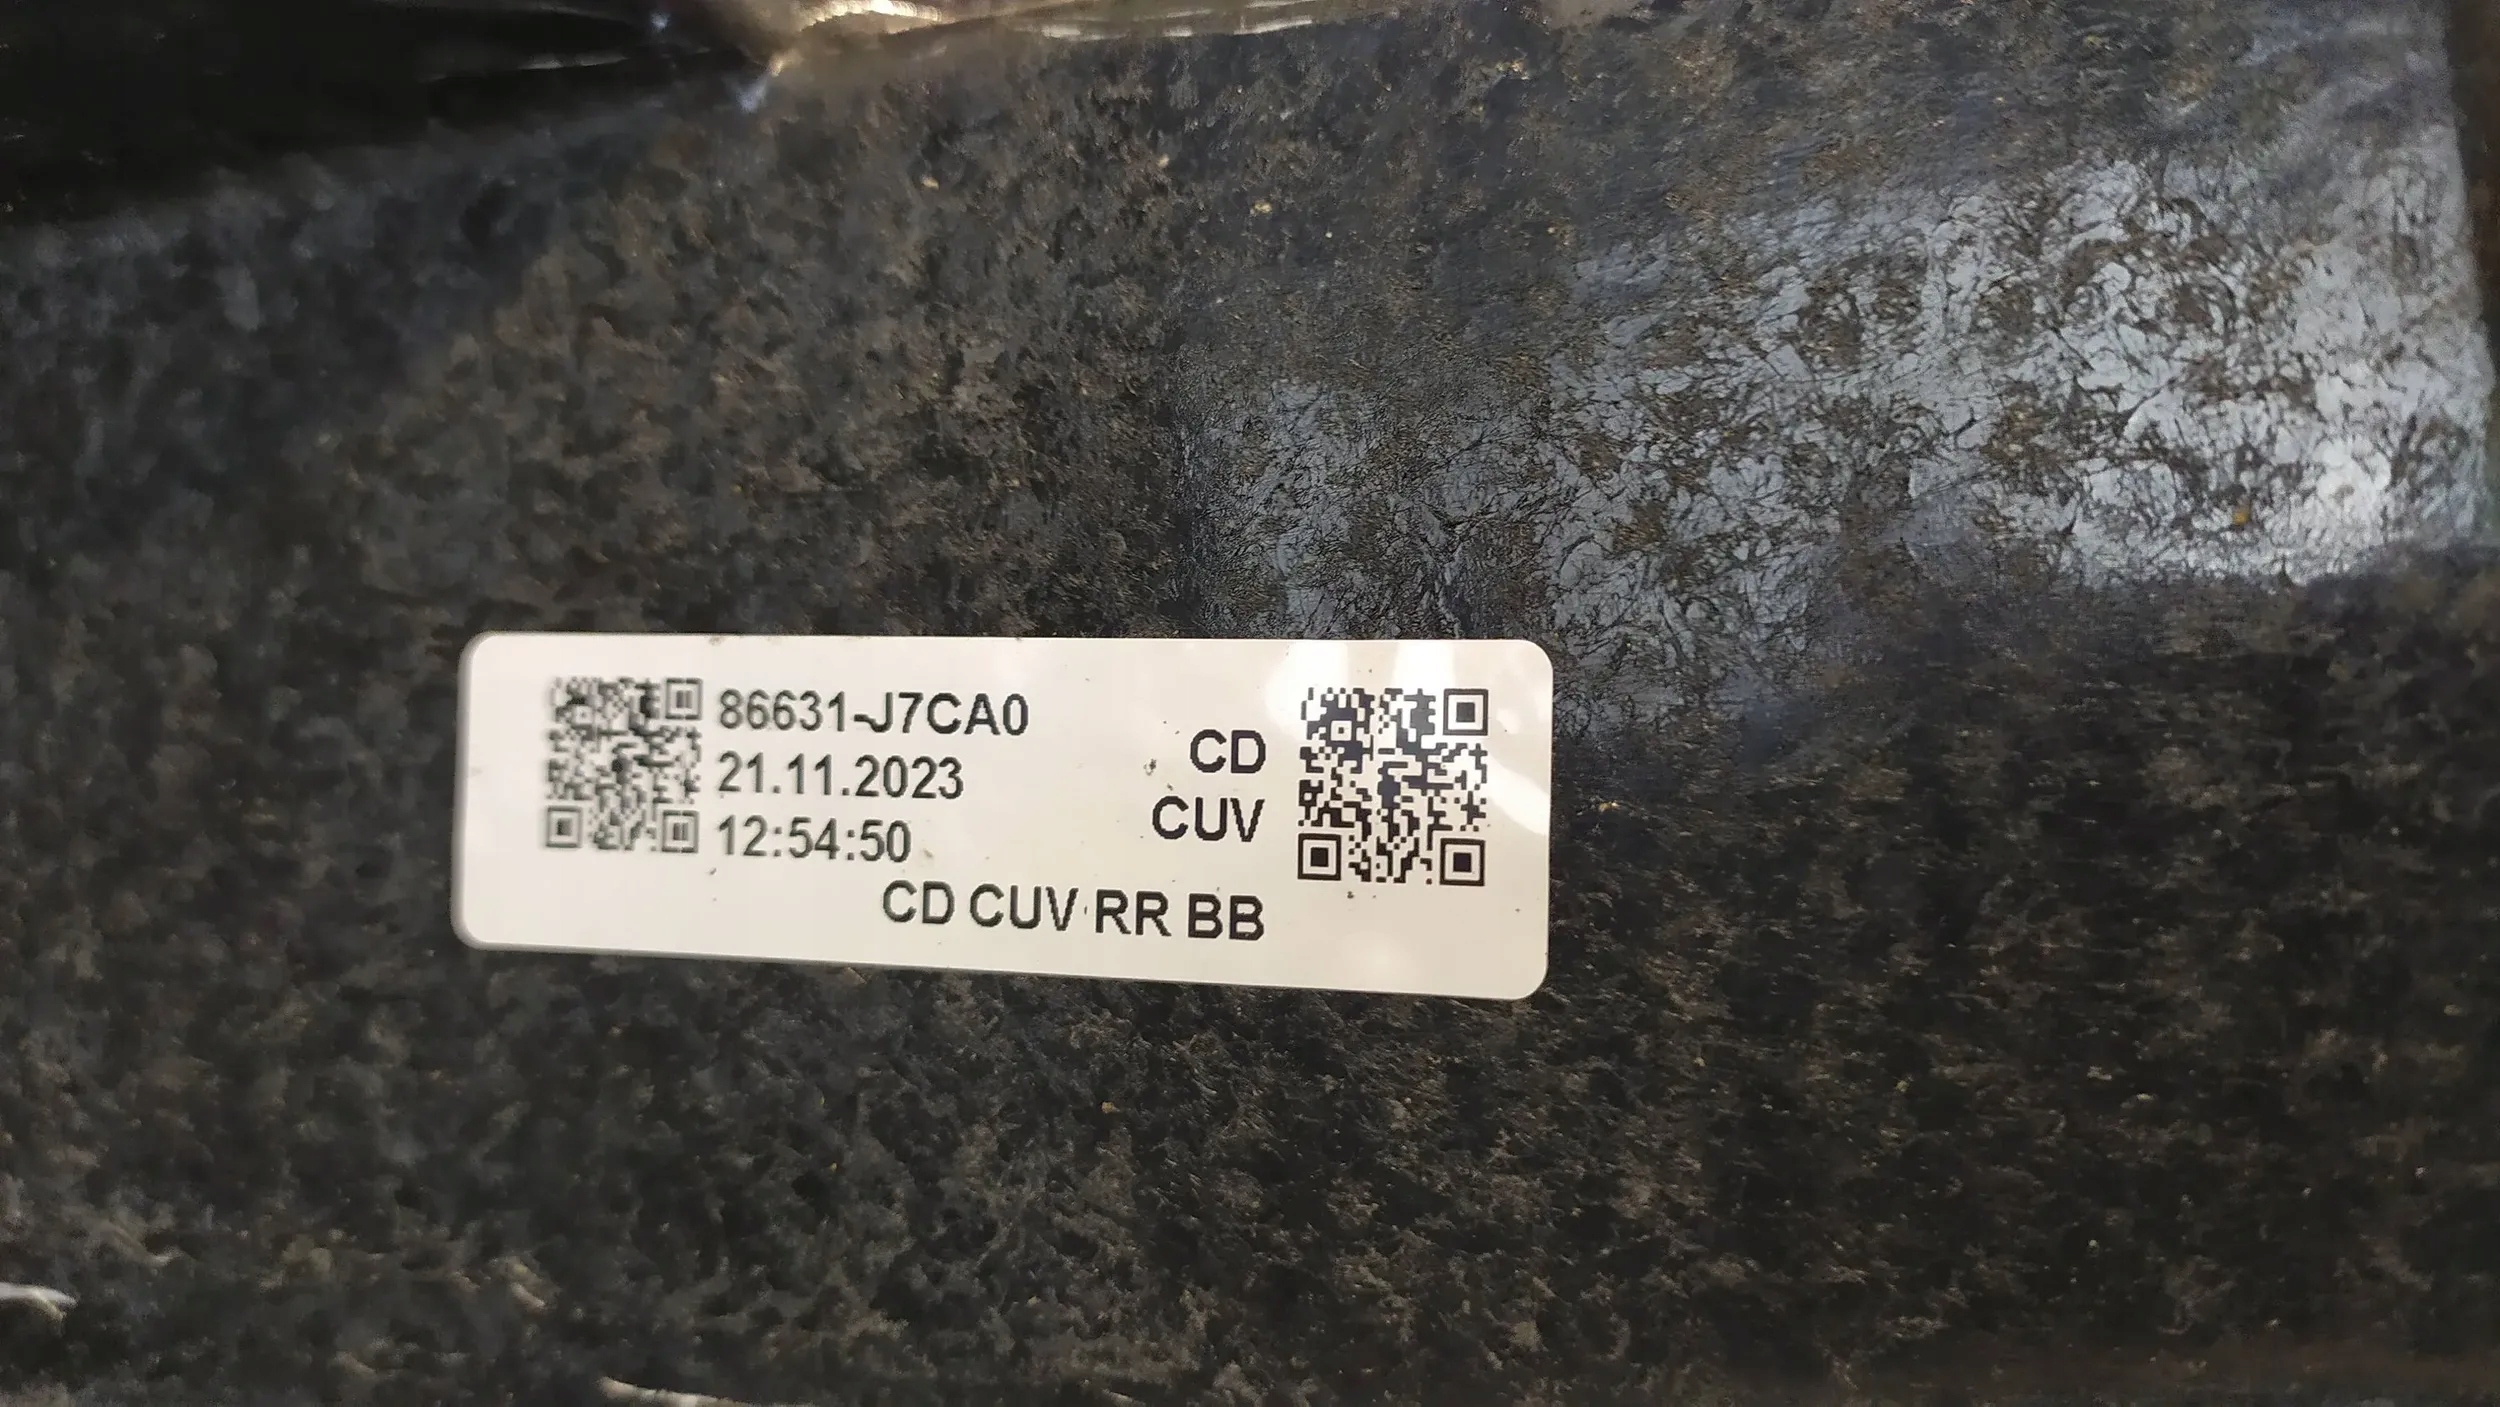 86631-J7CA0
21.11.2023
12:54:50
CD
CUV
CD CUV RR BB